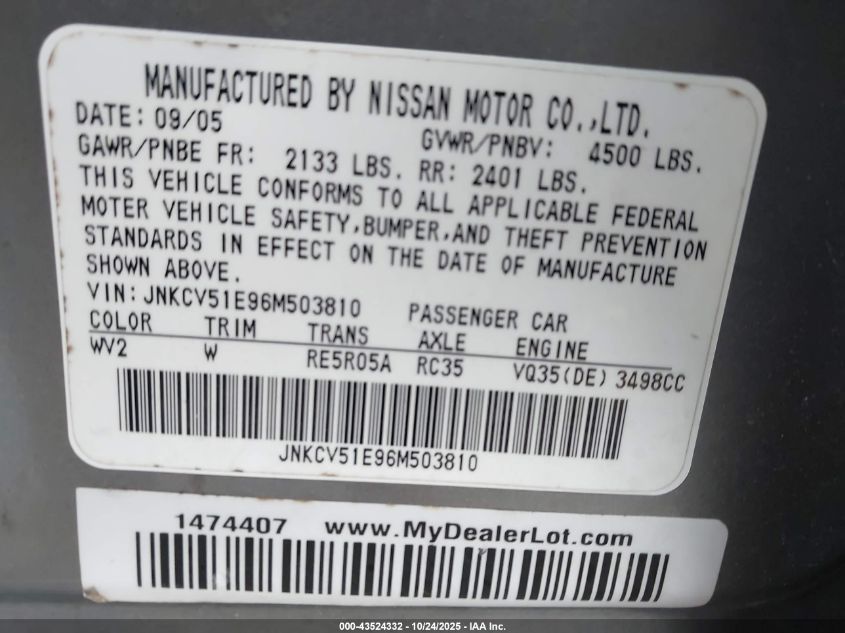 MANUFACTURED BY NISSAN MOTOR CO.,LTD.
DATE: 09/05 GVWR/PNBV: 4500 LBS.
GAWR/PNBE FR: 2133 LBS. RR: 2401 LBS.
THIS VEHICLE CONFORMS TO ALL APPLICABLE FEDERAL
MOTER VEHICLE SAFETY,BUMPER,AND THEFT PREVENTION
STANDARDS IN EFFECT ON THE DATE OF MANUFACTURE
SHOWN ABOVE.
VIN: JNKCV51E96M503810 PASSENGER CAR
COLOR TRIM TRANS AXLE ENGINE
WV2 W RE5R05A RC35 VQ35(DE) 3498CC
JNKCV51E96M503810
1474407 www.MyDealerLot.com
000-43524332 - 10/24/2025 - IAA Inc.